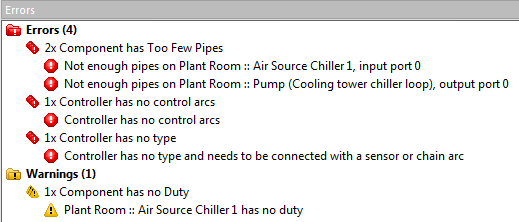 Errors
Errors (4)
2x Component has Too Few Pipes
Not enough pipes on Plant Room :: Air Source Chiller 1, input port 0
Not enough pipes on Plant Room :: Pump (Cooling tower chiller loop), output port 0
1x Controller has no control arcs
Controller has no control arcs
1x Controller has no type
Controller has no type and needs to be connected with a sensor or chain arc
Warnings (1)
1x Component has no Duty
Plant Room :: Air Source Chiller 1 has no duty